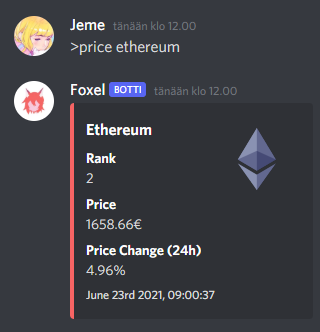 Jeme tänään klo 12.00
>price ethereum
Foxel BOTTI tänään klo 12.00
Ethereum
Rank
2
Price
1658.66€
Price Change (24h)
4.96%
June 23rd 2021, 09:00:37